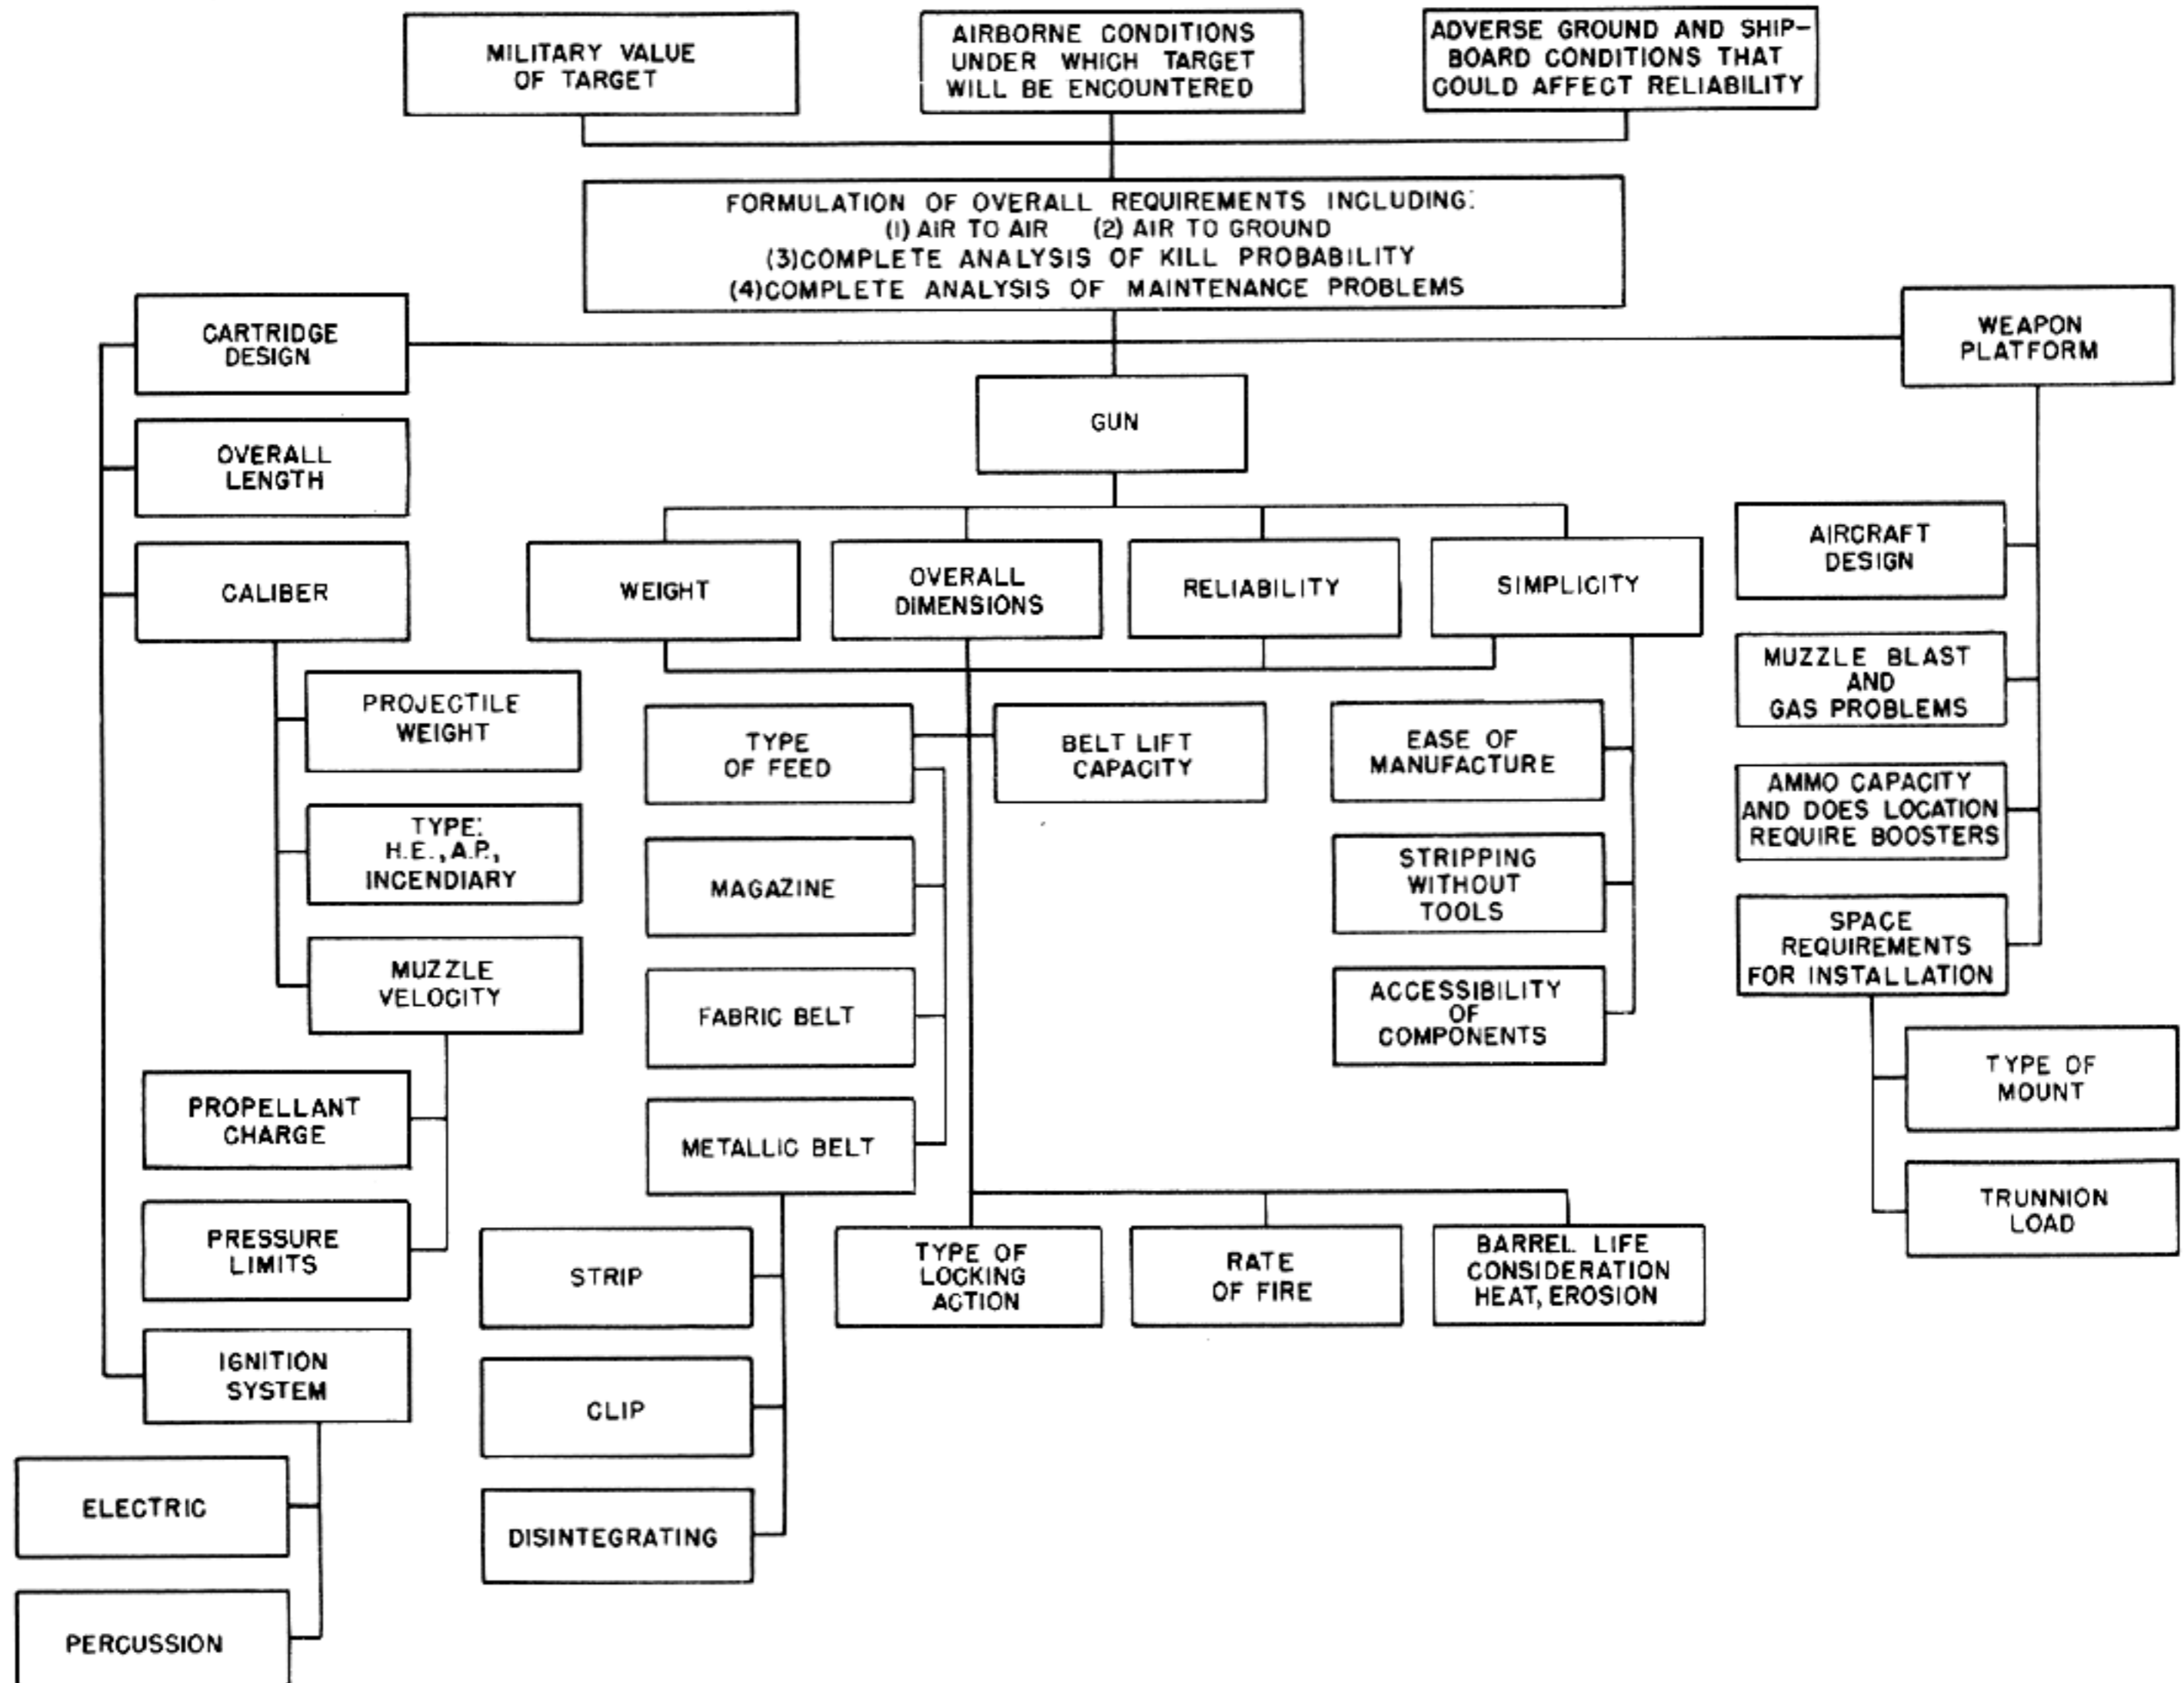 MILITARY VALUE
OF TARGET
AIRBORNE CONDITIONS
UNDER WHICH TARGET
WILL BE ENCOUNTERED
ADVERSE GROUND AND SHIP-
BOARD CONDITIONS THAT
COULD AFFECT RELIABILITY
FORMULATION OF OVERALL REQUIREMENTS INCLUDING:
(1) AIR TO AIR (2) AIR TO GROUND
(3) COMPLETE ANALYSIS OF KILL PROBABILITY
(4) COMPLETE ANALYSIS OF MAINTENANCE PROBLEMS
CARTRIDGE
DESIGN
WEAPON
PLATFORM
GUN
OVERALL
LENGTH
CALIBER
WEIGHT
OVERALL
DIMENSIONS
RELIABILITY
SIMPLICITY
AIRCRAFT
DESIGN
PROJECTILE
WEIGHT
TYPE:
H.E., A.P.,
INCENDIARY
MUZZLE
VELOCITY
PROPELLANT
CHARGE
PRESSURE
LIMITS
IGNITION
SYSTEM
ELECTRIC
PERCUSSION
TYPE
OF FEED
BELT LIFT
CAPACITY
MAGAZINE
FABRIC BELT
METALLIC BELT
STRIP
CLIP
DISINTEGRATING
TYPE OF
LOCKING
ACTION
RATE
OF FIRE
BARREL LIFE
CONSIDERATION
HEAT, EROSION
EASE OF
MANUFACTURE
STRIPPING
WITHOUT
TOOLS
ACCESSIBILITY
OF
COMPONENTS
MUZZLE BLAST
AND
GAS PROBLEMS
AMMO CAPACITY
AND DOES LOCATION
REQUIRE BOOSTERS
SPACE
REQUIREMENTS
FOR INSTALLATION
TYPE OF
MOUNT
TRUNNION
LOAD